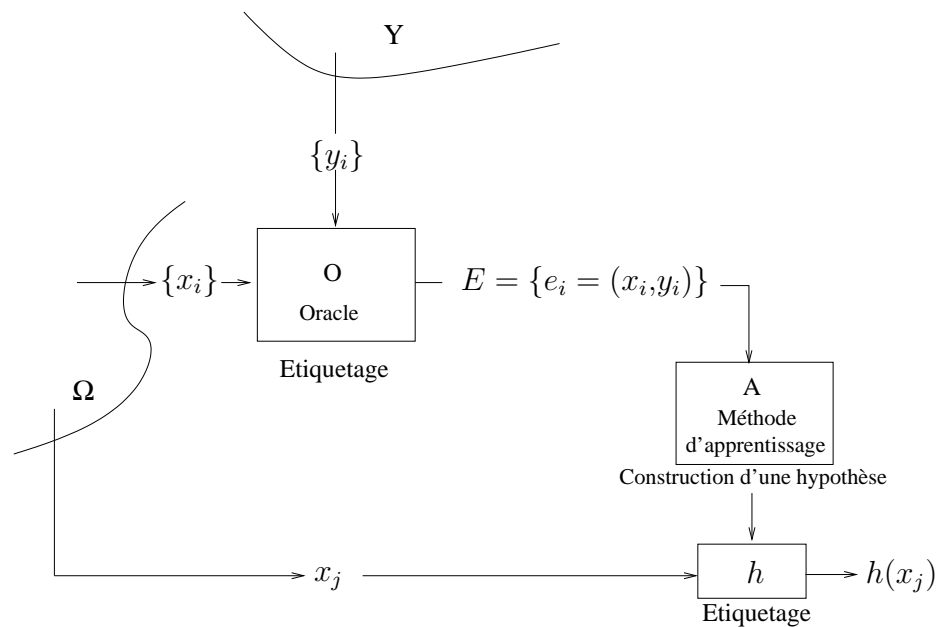 Y
{y_i}
{x_i}
O
Oracle
E = {e_i = (x_i,y_i)}
Etiquetage
Ω
A
Méthode
d'apprentissage
Construction d'une hypothèse
x_j
h
h(x_j)
Etiquetage